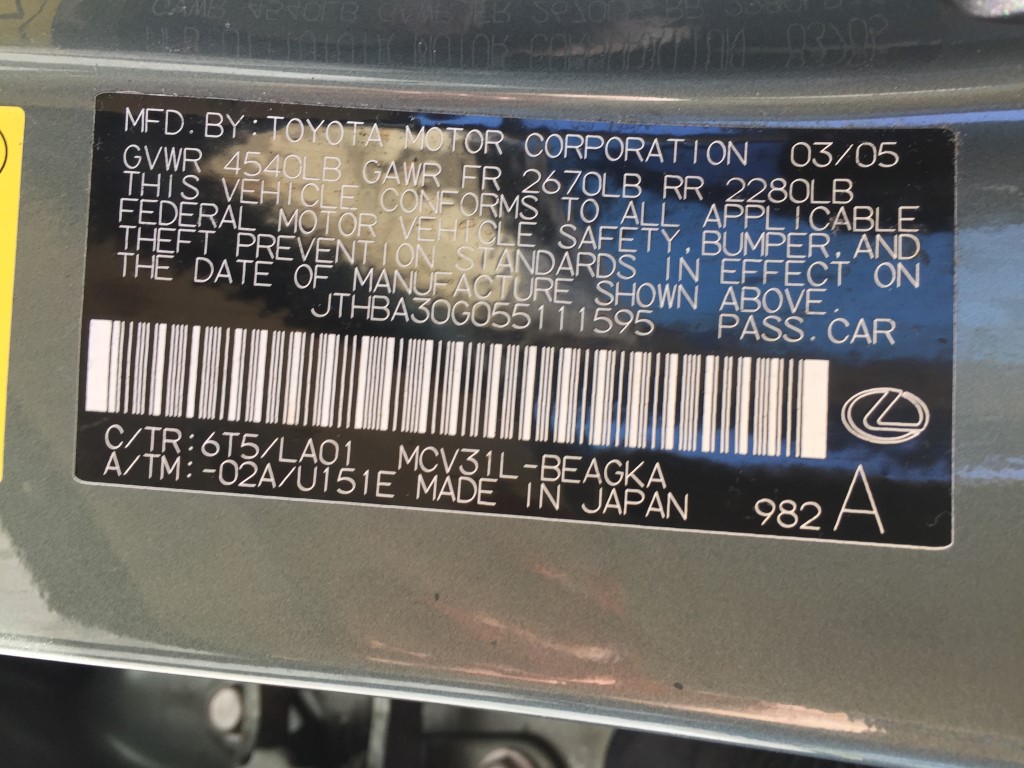 MFD. BY: TOYOTA MOTOR CORPORATION 03/05
GVWR 4540LB GAWR FR 2670LB RR 2280LB
THIS VEHICLE CONFORMS TO ALL APPLICABLE
FEDERAL MOTOR VEHICLE SAFETY, BUMPER, AND
THEFT PREVENTION STANDARDS IN EFFECT ON
THE DATE OF MANUFACTURE SHOWN ABOVE.
JTHBA30G055111595 PASS. CAR
C/TR: 6T5/LA01 MCV31L-BEAGKA
A/TM: -02A/U151E MADE IN JAPAN 982 A